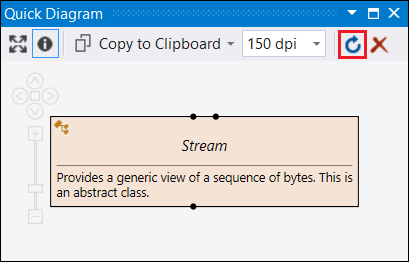 Quick Diagram
Copy to Clipboard
150 dpi
Stream
Provides a generic view of a sequence of bytes. This is
an abstract class.